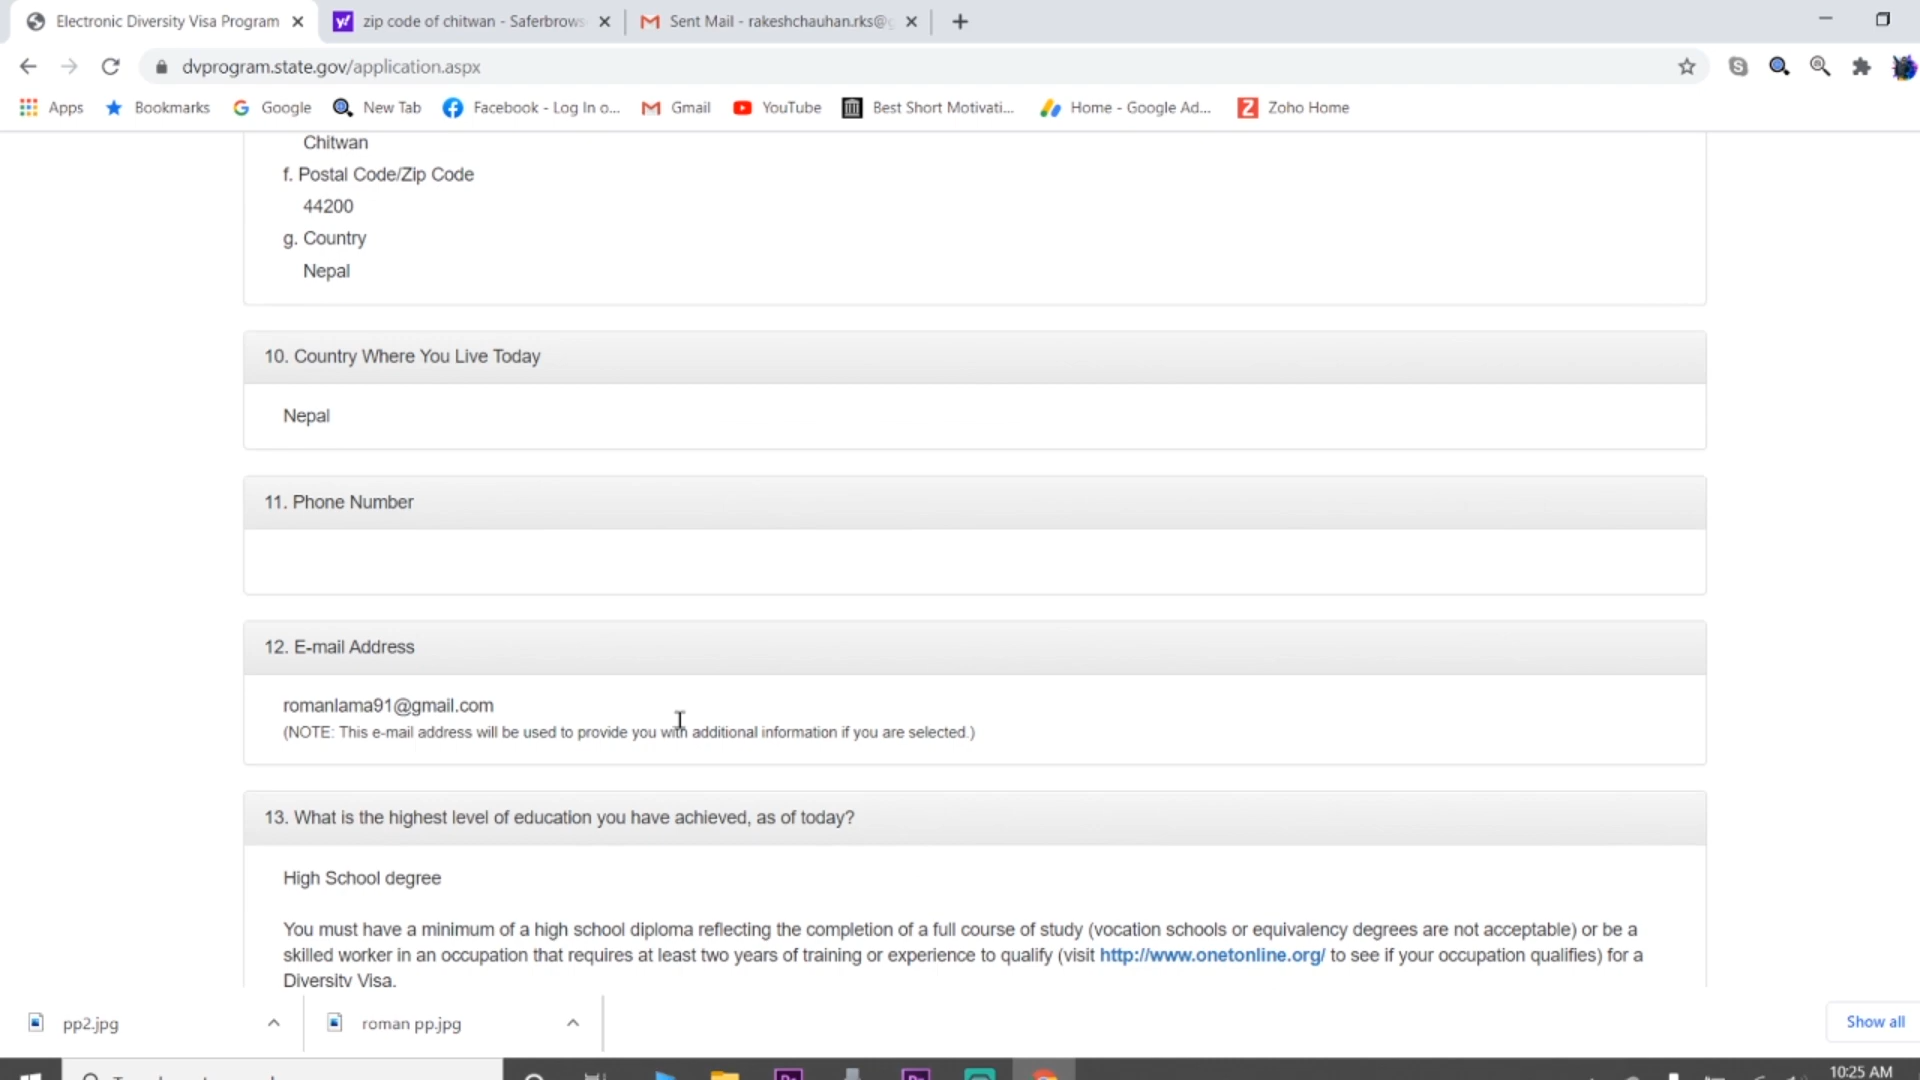 Electronic Diversity Visa Program
zip code of chitwan - Saferbrows
Sent Mail - rakeshchauhan.rks@
dvprogram.state.gov/application.aspx
Apps
Bookmarks
Google
New Tab
Facebook - Log In o...
Gmail
YouTube
Best Short Motivati...
Home - Google Ad...
Zoho Home
Chitwan
f. Postal Code/Zip Code
44200
g. Country
Nepal
10. Country Where You Live Today
Nepal
11. Phone Number
12. E-mail Address
romanlama91@gmail.com
(NOTE: This e-mail address will be used to provide you with additional information if you are selected.)
13. What is the highest level of education you have achieved, as of today?
High School degree
You must have a minimum of a high school diploma reflecting the completion of a full course of study (vocation schools or equivalency degrees are not acceptable) or be a
skilled worker in an occupation that requires at least two years of training or experience to qualify (visit http://www.onetonline.org/ to see if your occupation qualifies) for a
Diversity Visa.
pp2.jpg
roman pp.jpg
Show all
10:25 AM